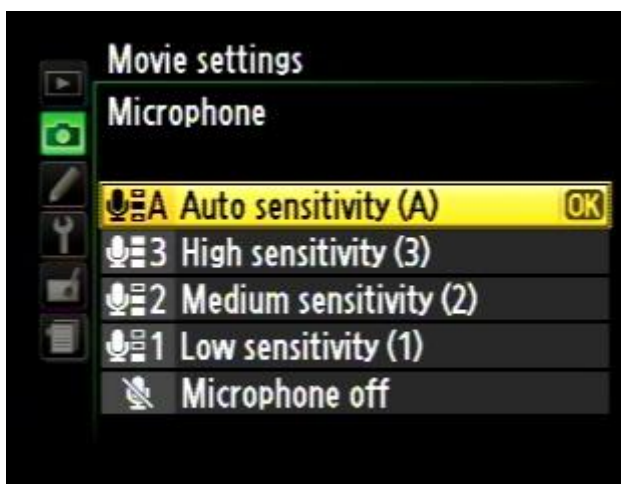 Movie settings
Microphone
A Auto sensitivity (A) OK
3 High sensitivity (3)
2 Medium sensitivity (2)
1 Low sensitivity (1)
Microphone off